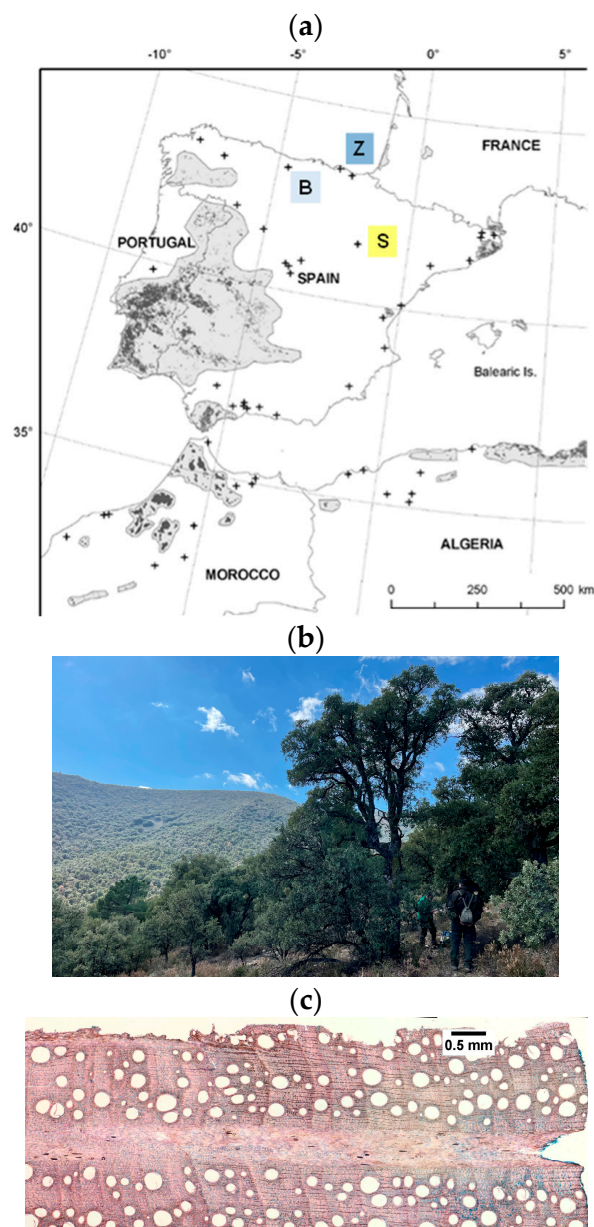 (a)
-10° -5° 0° 5°
Z
FRANCE
B
40°
PORTUGAL
S
SPAIN
Balearic Is.
35°
ALGERIA
MOROCCO
0 250 500 km
(b)
(c)
0.5 mm